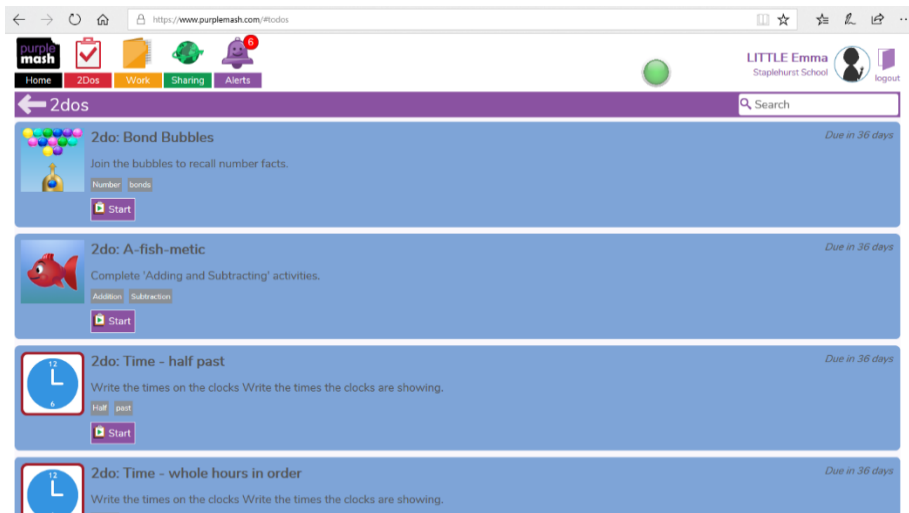 https://www.purplemash.com/#todos
purple
mash
6
Home 2Dos Work Sharing Alerts
LITTLE Emma
Staplehurst School
logout
2dos
Search
2do: Bond Bubbles
Due in 36 days
Join the bubbles to recall number facts.
Number bonds
Start
2do: A-fish-metic
Due in 36 days
Complete 'Adding and Subtracting' activities.
Addition Subtraction
Start
2do: Time - half past
Due in 36 days
12
6
Write the times on the clocks Write the times the clocks are showing.
Half past
Start
2do: Time - whole hours in order
Due in 36 days
12
Write the times on the clocks Write the times the clocks are showing.